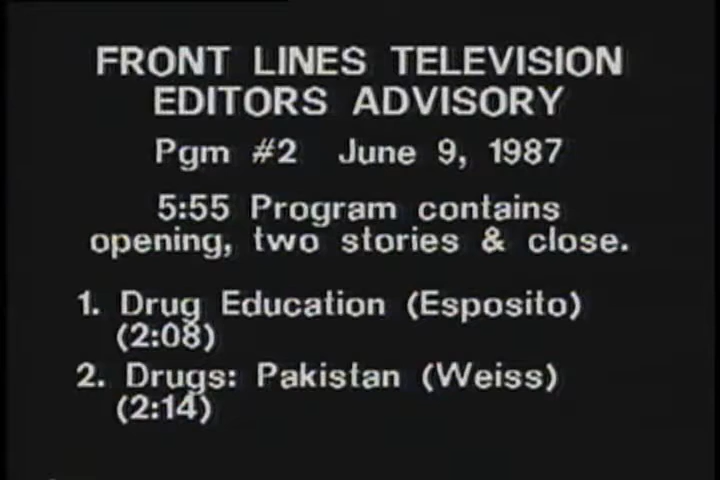 FRONT LINES TELEVISION
EDITORS ADVISORY
Pgm #2 June 9, 1987
5:55 Program contains
opening, two stories & close.
1. Drug Education (Esposito)
(2:08)
2. Drugs: Pakistan (Weiss)
(2:14)